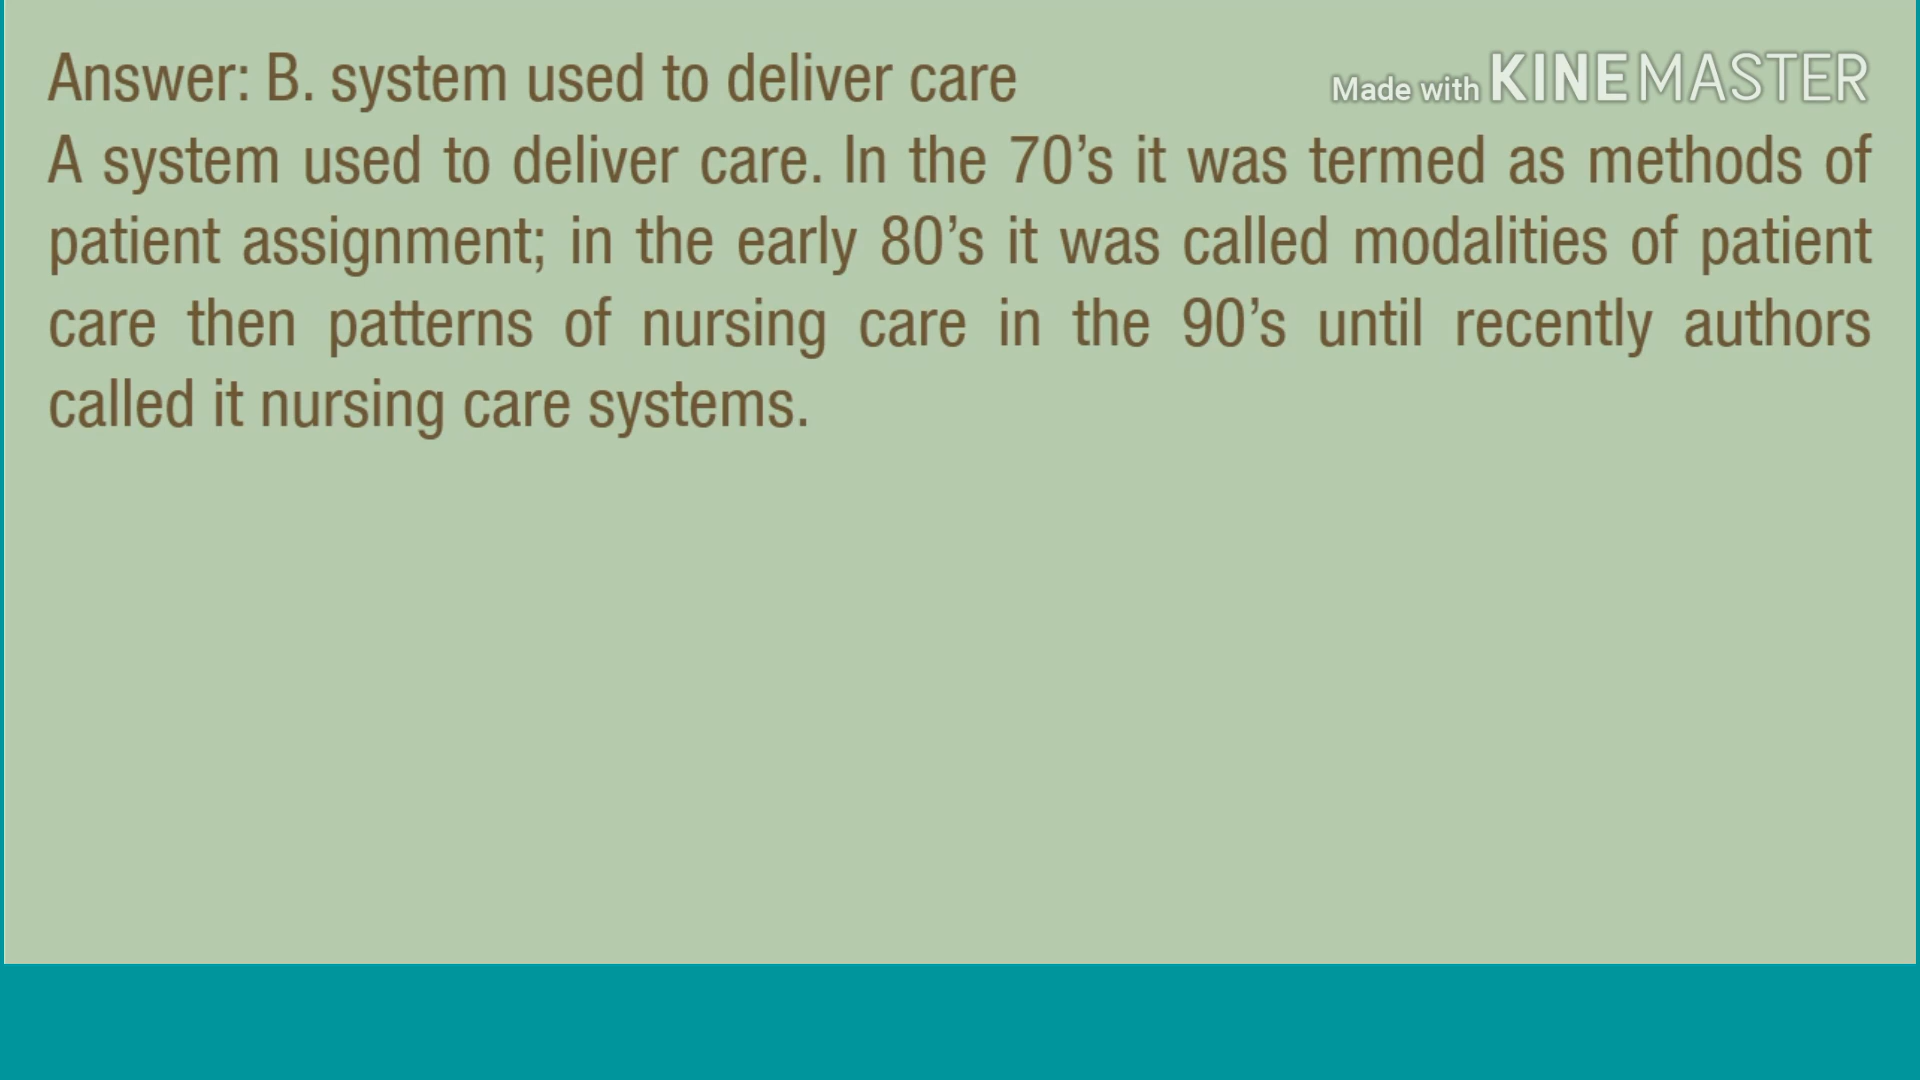 Answer: B. system used to deliver care
Made with KINEMASTER
A system used to deliver care. In the 70’s it was termed as methods of
patient assignment; in the early 80’s it was called modalities of patient
care then patterns of nursing care in the 90’s until recently authors
called it nursing care systems.